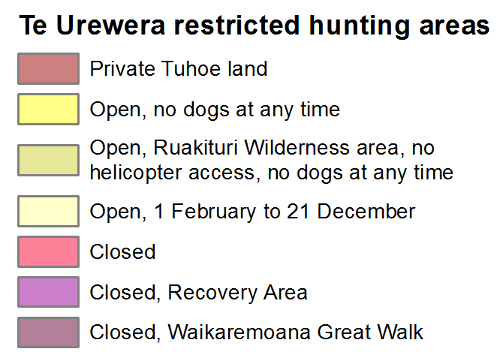 Te Urewera restricted hunting areas
Private Tuhoe land
Open, no dogs at any time
Open, Ruakituri Wilderness area, no
helicopter access, no dogs at any time
Open, 1 February to 21 December
Closed
Closed, Recovery Area
Closed, Waikaremoana Great Walk